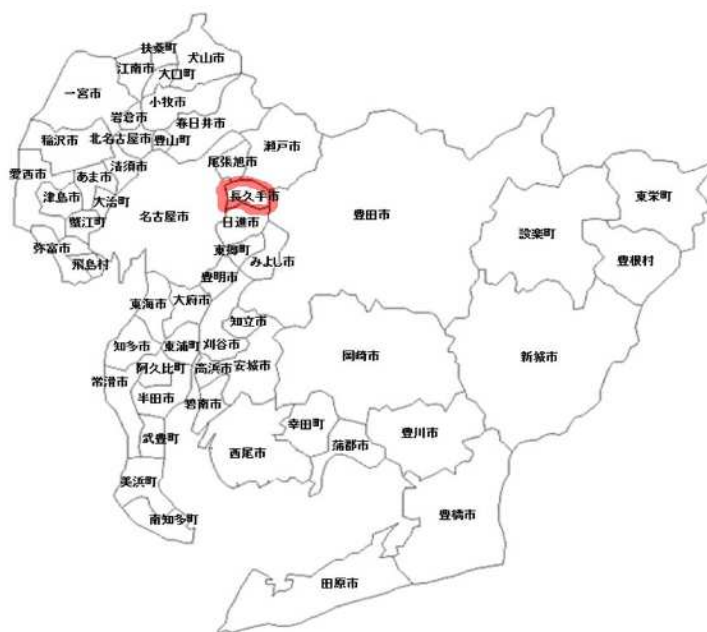 扶桑町
犬山市
江南市
大口町
一宮市
小牧市
岩倉市
春日井市
稲沢市
北名古屋市
豊山町
瀬戸市
尾張旭市
清須市
愛西市
あま市
津島市
大治町
長久手市
東栄町
名古屋市
豊田市
蟹江町
日進市
設楽町
弥富市
東郷町
みよし市
豊根村
飛島村
豊明市
東海市
大府市
知立市
知多市
東浦町
刈谷市
岡崎市
新城市
阿久比町
高浜市
安城市
常滑市
半田市
碧南市
幸田町
武豊町
豊川市
西尾市
蒲郡市
美浜町
豊橋市
南知多町
田原市